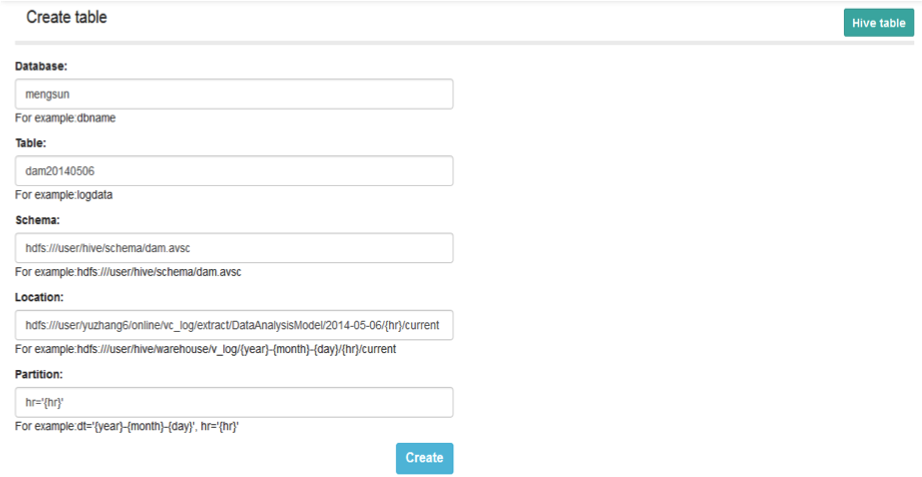 Create table
Hive table
Database:
mengsun
For example:dbname
Table:
dam20140506
For example:logdata
Schema:
hdfs:///user/hive/schema/dam.avsc
For example:hdfs:///user/hive/schema/dam.avsc
Location:
hdfs:///user/yuzhang6/online/vc_log/extract/DataAnalysisModel/2014-05-06/{hr}/current
For example:hdfs:///user/hive/warehouse/v_log/{year}-{month}-{day}/{hr}/current
Partition:
hr='{hr}'
For example:dt='{year}-{month}-{day}', hr='{hr}'
Create